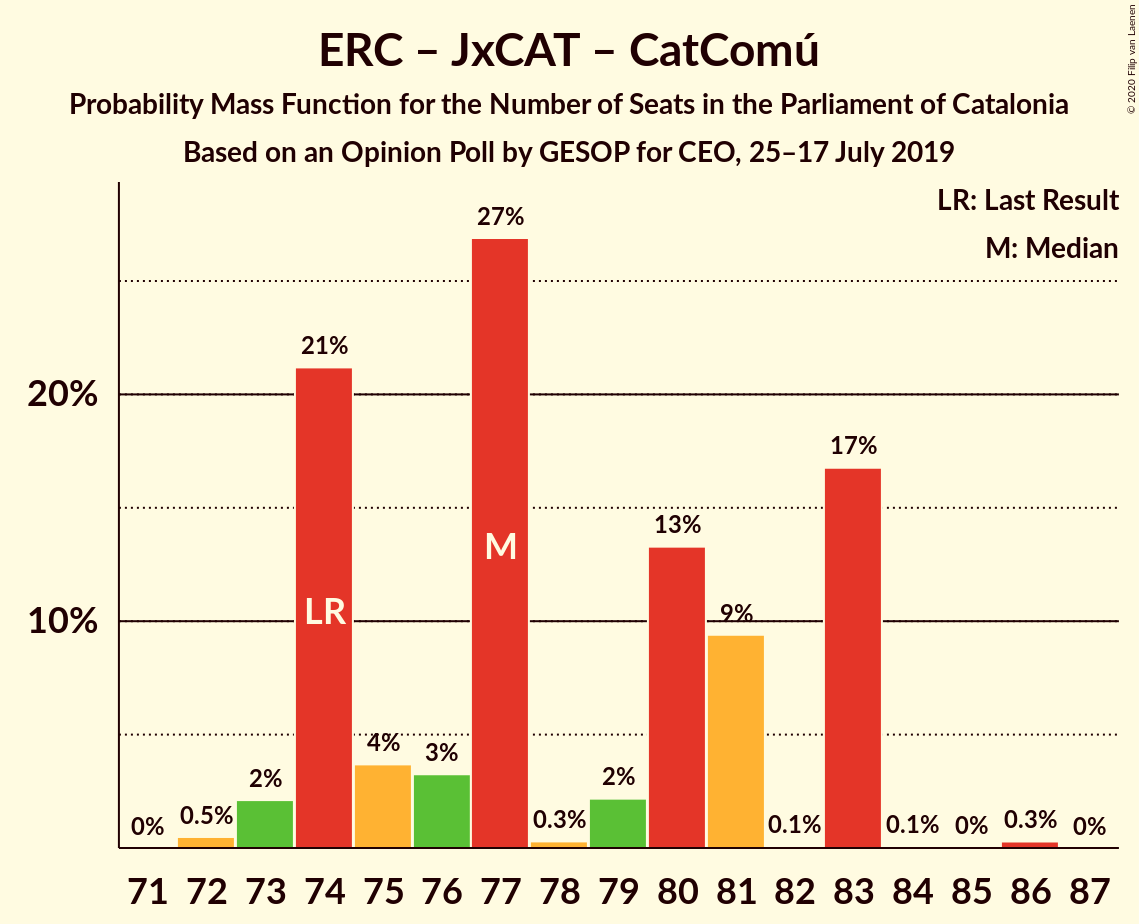 ERC – JxCAT – CatComú
Probability Mass Function for the Number of Seats in the Parliament of Catalonia
Based on an Opinion Poll by GESOP for CEO, 25–17 July 2019
© 2020 Filip van Laenen
LR: Last Result
M: Median
20%
10%
0% 0.5% 2% 21% 4% 3% 27% 0.3% 2% 13% 9% 0.1% 17% 0.1% 0% 0.3% 0%
LR M
71 72 73 74 75 76 77 78 79 80 81 82 83 84 85 86 87